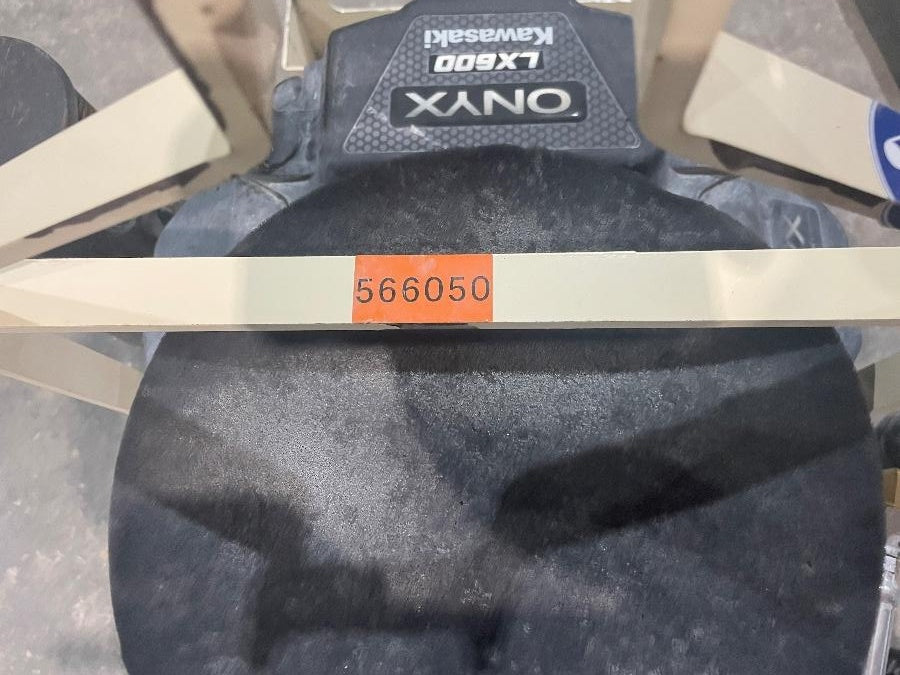 Kawasaki
LX600
ONYX
566050
X